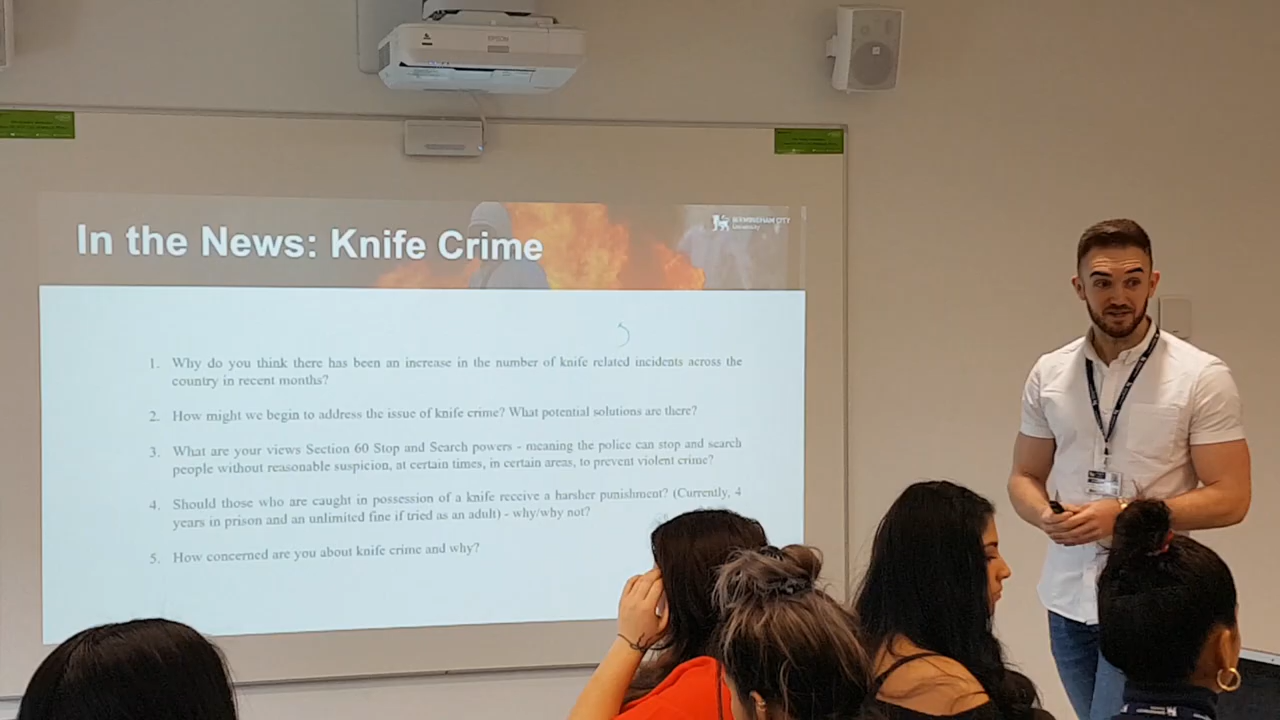 EPSON
BIRMINGHAM CITY
University
In the News: Knife Crime
1. Why do you think there has been an increase in the number of knife related incidents across the
country in recent months?
2. How might we begin to address the issue of knife crime? What potential solutions are there?
3. What are your views Section 60 Stop and Search powers - meaning the police can stop and search
people without reasonable suspicion, at certain times, in certain areas, to prevent violent crime?
4. Should those who are caught in possession of a knife receive a harsher punishment? (Currently, 4
years in prison and an unlimited fine if tried as an adult) - why/why not?
5. How concerned are you about knife crime and why?